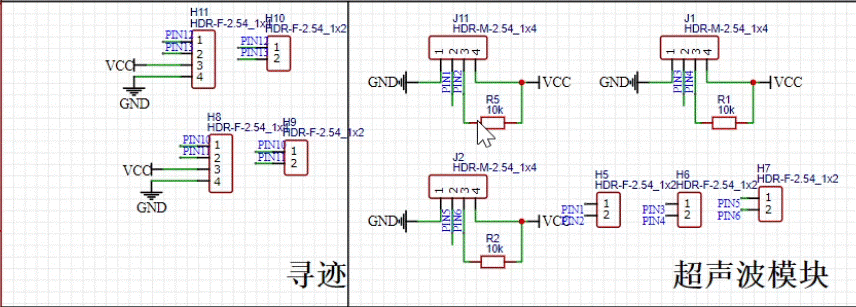 H11
HDR-F-2.54_1x4
PIN12
PIN13
1
2
3
4
VCC
GND
H10
HDR-F-2.54_1x2
PIN12
PIN13
1
2
H8
HDR-F-2.54_1x4
PIN10
PIN11
1
2
3
4
VCC
GND
H9
HDR-F-2.54_1x2
PIN10
PIN11
1
2
寻迹
J11
HDR-M-2.54_1x4
1 2 3 4
GND
PIN1
PIN2
VCC
R5
10k
J1
HDR-M-2.54_1x4
1 2 3 4
GND
PIN3
PIN4
VCC
R1
10k
J2
HDR-M-2.54_1x4
1 2 3 4
GND
PIN5
PIN6
VCC
R2
10k
H5
HDR-F-2.54_1x2
PIN1
PIN2
1
2
H6
HDR-F-2.54_1x2
PIN3
PIN4
1
2
H7
HDR-F-2.54_1x2
PIN5
PIN6
1
2
超声波模块